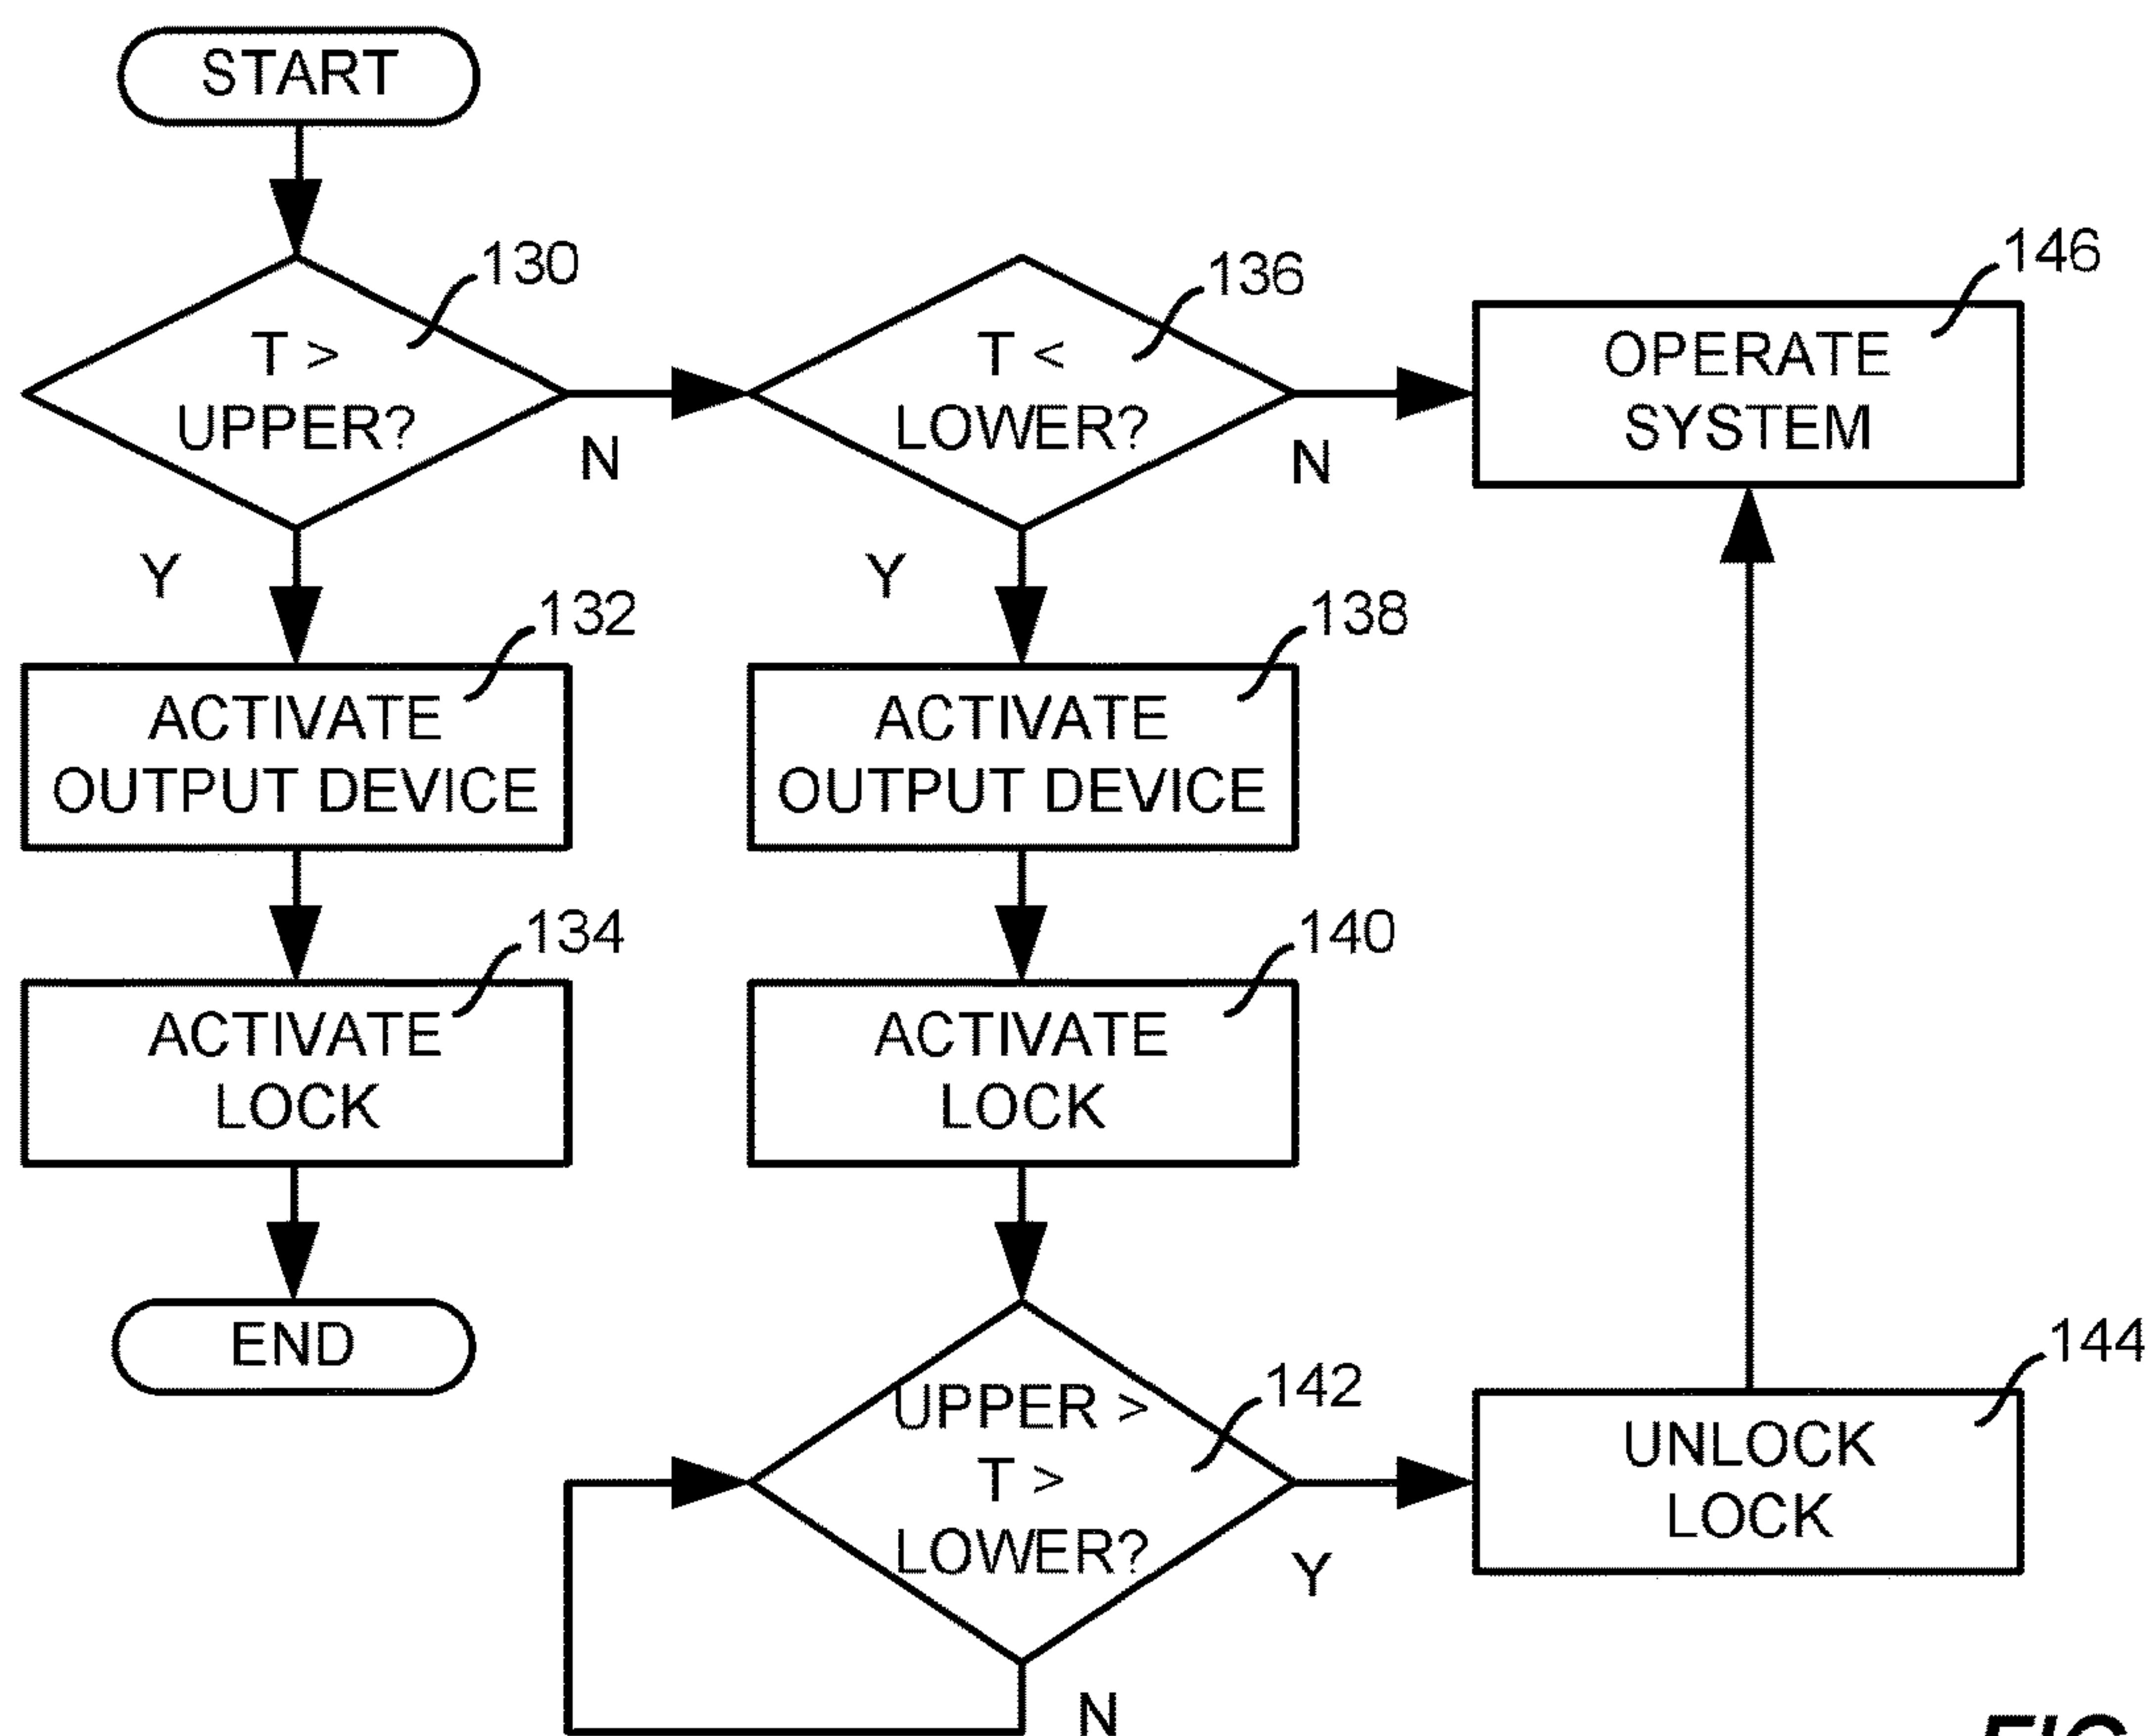 START
130
T >
UPPER?
N
Y
136
T <
LOWER?
N
Y
146
OPERATE
SYSTEM
132
ACTIVATE
OUTPUT DEVICE
138
ACTIVATE
OUTPUT DEVICE
134
ACTIVATE
LOCK
140
ACTIVATE
LOCK
END
142
UPPER >
T >
LOWER?
Y
N
144
UNLOCK
LOCK